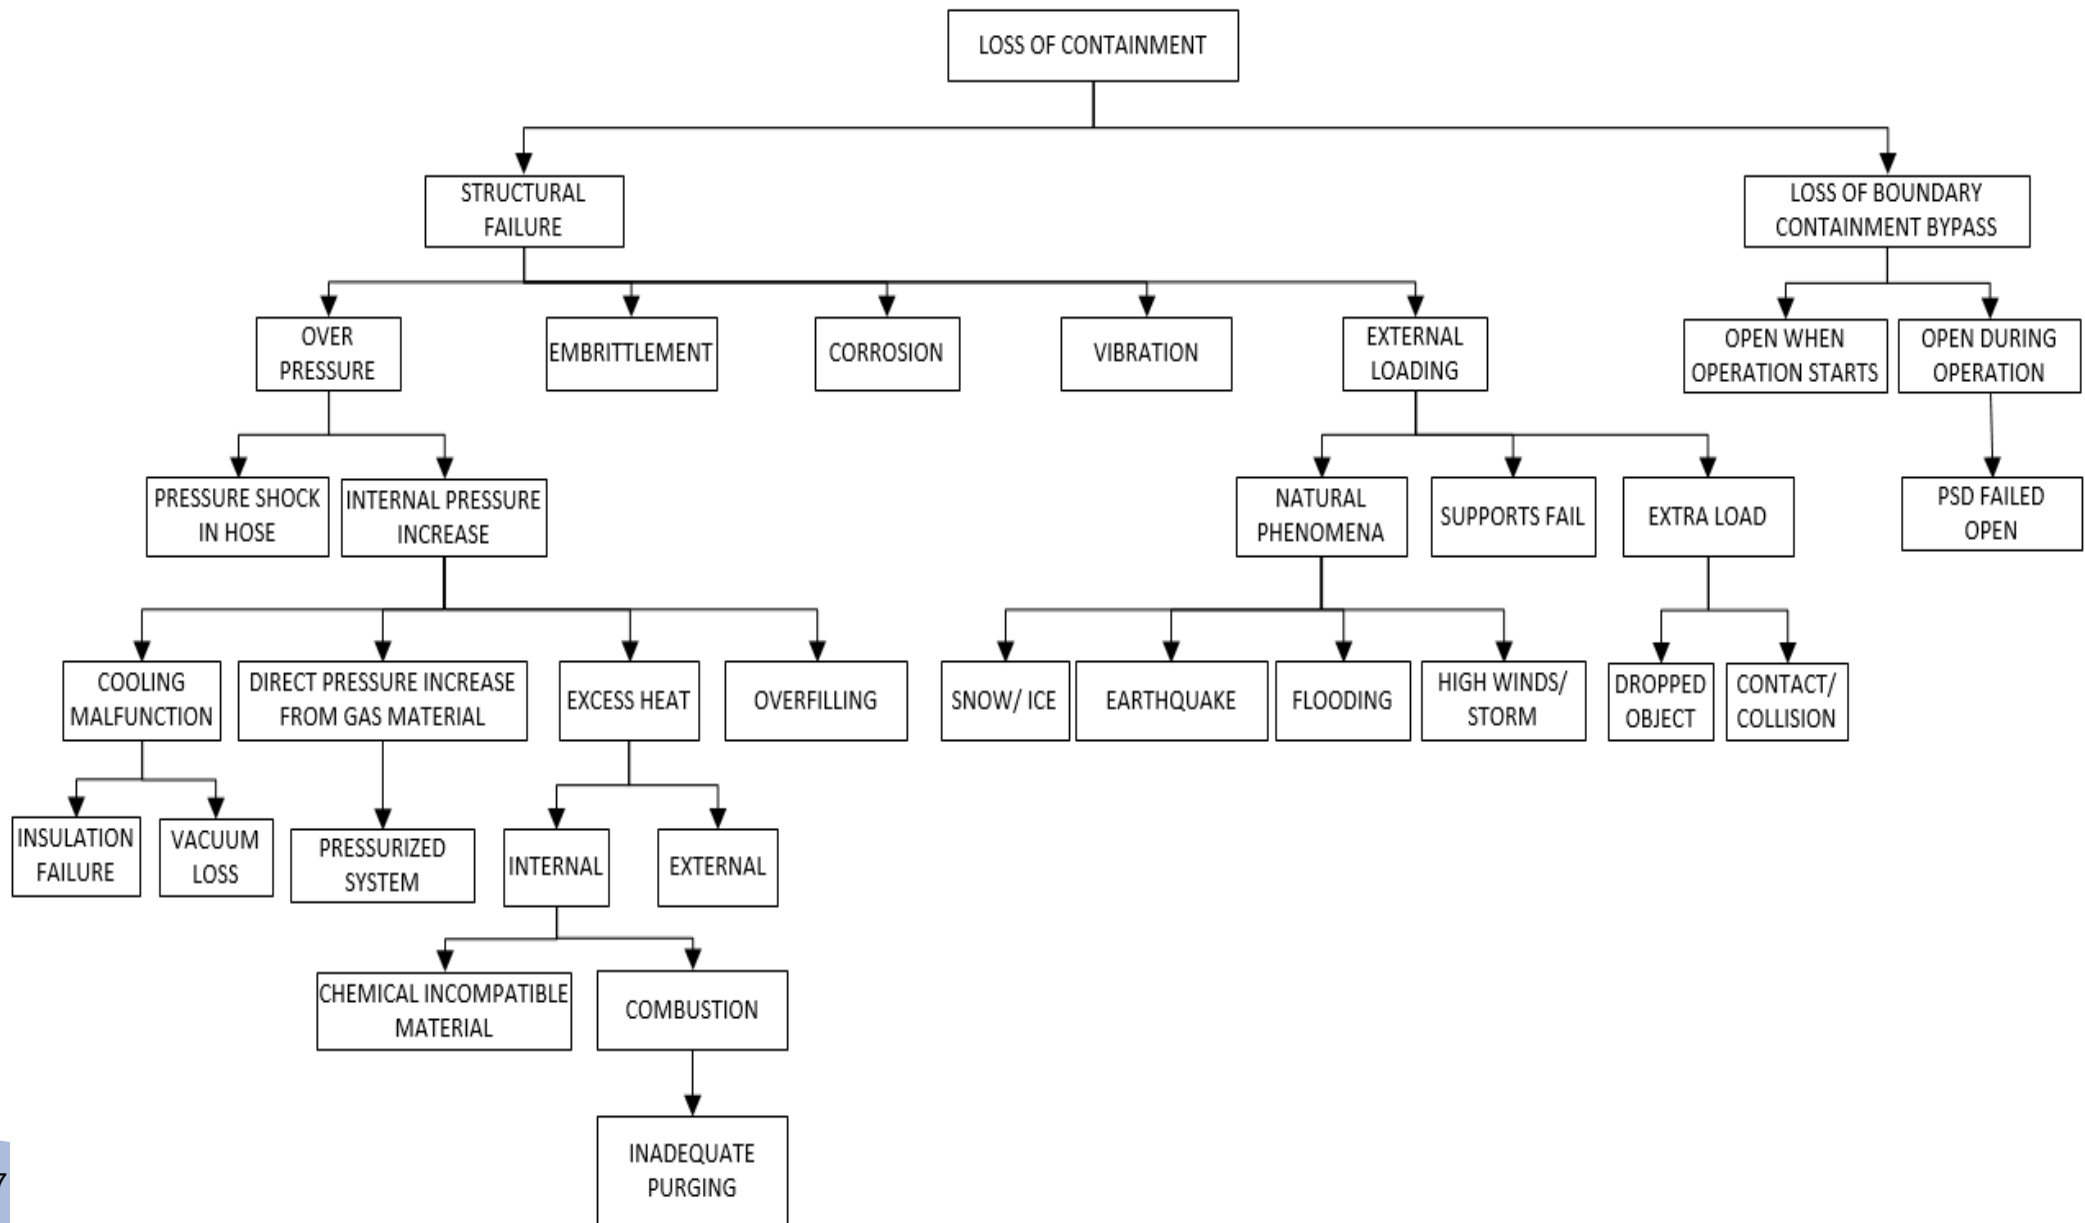 LOSS OF CONTAINMENT
STRUCTURAL
FAILURE
LOSS OF BOUNDARY
CONTAINMENT BYPASS
OVER
PRESSURE
EMBRITTLEMENT
CORROSION
VIBRATION
EXTERNAL
LOADING
OPEN WHEN
OPERATION STARTS
OPEN DURING
OPERATION
PRESSURE SHOCK
IN HOSE
INTERNAL PRESSURE
INCREASE
NATURAL
PHENOMENA
SUPPORTS FAIL
EXTRA LOAD
PSD FAILED
OPEN
COOLING
MALFUNCTION
DIRECT PRESSURE INCREASE
FROM GAS MATERIAL
EXCESS HEAT
OVERFILLING
SNOW/ ICE
EARTHQUAKE
FLOODING
HIGH WINDS/
STORM
DROPPED
OBJECT
CONTACT/
COLLISION
INSULATION
FAILURE
VACUUM
LOSS
PRESSURIZED
SYSTEM
INTERNAL
EXTERNAL
CHEMICAL INCOMPATIBLE
MATERIAL
COMBUSTION
INADEQUATE
PURGING
7